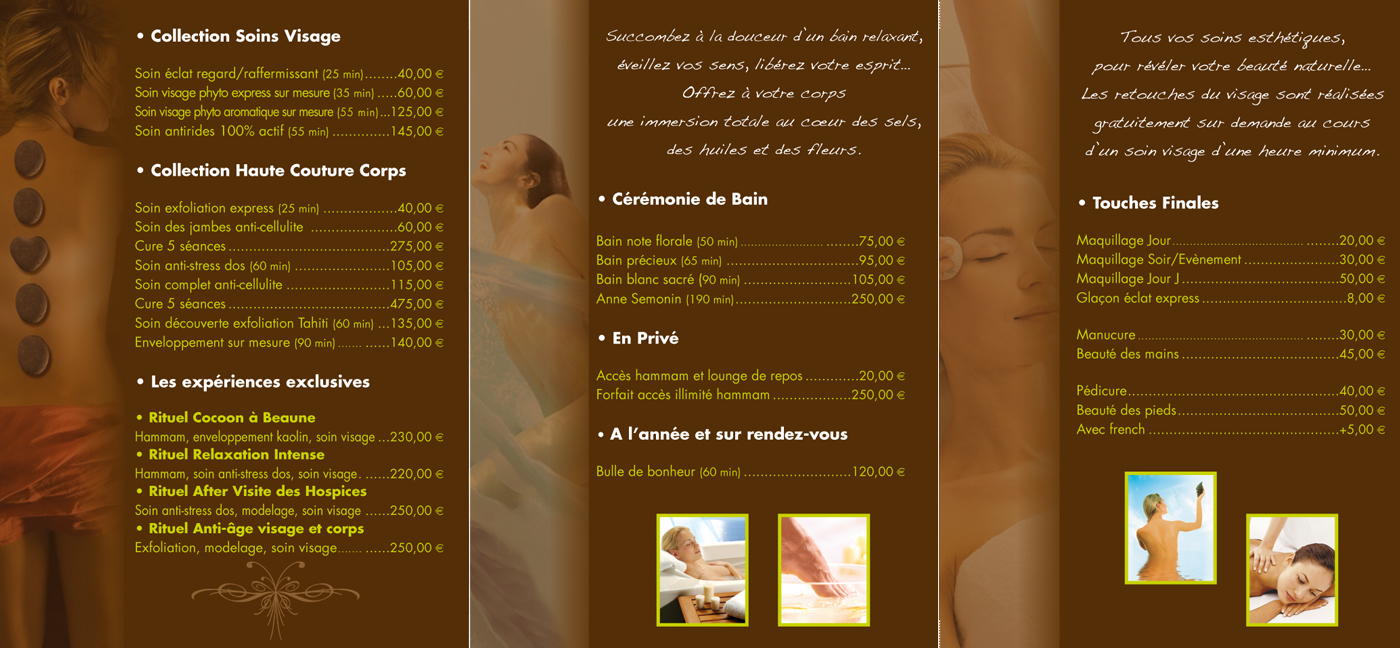 • Collection Soins Visage
Soin éclat regard/raffermissant (25 min)........40,00 €
Soin visage phyto express sur mesure (35 min) .....60,00 €
Soin visage phyto aromatique sur mesure (55 min)...125,00 €
Soin antirides 100% actif (55 min) .............145,00 €
• Collection Haute Couture Corps
Soin exfoliation express (25 min) ..................40,00 €
Soin des jambes anti-cellulite .....................60,00 €
Cure 5 séances.......................................275,00 €
Soin anti-stress dos (60 min) .......................105,00 €
Soin complet anti-cellulite .........................115,00 €
Cure 5 séances.......................................475,00 €
Soin découverte exfoliation Tahiti (60 min) ...135,00 €
Enveloppement sur mesure (90 min)....... ......140,00 €
• Les expériences exclusives
• Rituel Cocoon à Beaune
Hammam, enveloppement kaolin, soin visage ...230,00 €
• Rituel Relaxation Intense
Hammam, soin anti-stress dos, soin visage. ......220,00 €
• Rituel After Visite des Hospices
Soin anti-stress dos, modelage, soin visage ......250,00 €
• Rituel Anti-âge visage et corps
Exfoliation, modelage, soin visage....... ......250,00 €
Succombez à la douceur d'un bain relaxant,
éveillez vos sens, libérez votre esprit...
Offrez à votre corps
une immersion totale au coeur des sels,
des huiles et des fleurs.
• Cérémonie de Bain
Bain note florale (50 min)........................ ........75,00 €
Bain précieux (65 min) ................................95,00 €
Bain blanc sacré (90 min) ..........................105,00 €
Anne Semonin (190 min)............................250,00 €
• En Privé
Accès hammam et lounge de repos ............20,00 €
Forfait accès illimité hammam ...................250,00 €
• A l'année et sur rendez-vous
Bulle de bonheur (60 min) ..........................120,00 €
Tous vos soins esthétiques,
pour révéler votre beauté naturelle...
Les retouches du visage sont réalisées
gratuitement sur demande au cours
d'un soin visage d'une heure minimum.
• Touches Finales
Maquillage Jour...................................... ........20,00 €
Maquillage Soir/Evènement .......................30,00 €
Maquillage Jour J......................................50,00 €
Glaçon éclat express ...................................8,00 €
Manucure................................................ ........30,00 €
Beauté des mains ......................................45,00 €
Pédicure...................................................40,00 €
Beauté des pieds.......................................50,00 €
Avec french ..............................................+5,00 €